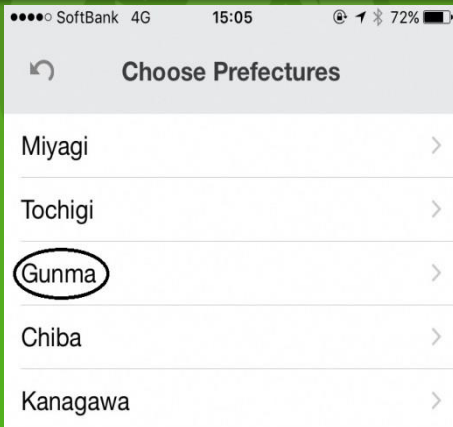 SoftBank 4G 15:05 72%
Choose Prefectures
Miyagi
Tochigi
Gunma
Chiba
Kanagawa